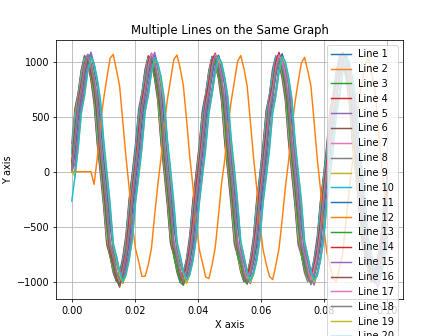 Multiple Lines on the Same Graph
Y axis
1000
500
0
−500
−1000
0.00
0.02
0.04
0.06
X axis
Line 1
Line 2
Line 3
Line 4
Line 5
Line 6
Line 7
Line 8
Line 9
Line 10
Line 11
Line 12
Line 13
Line 14
Line 15
Line 16
Line 17
Line 18
Line 19
Line 20